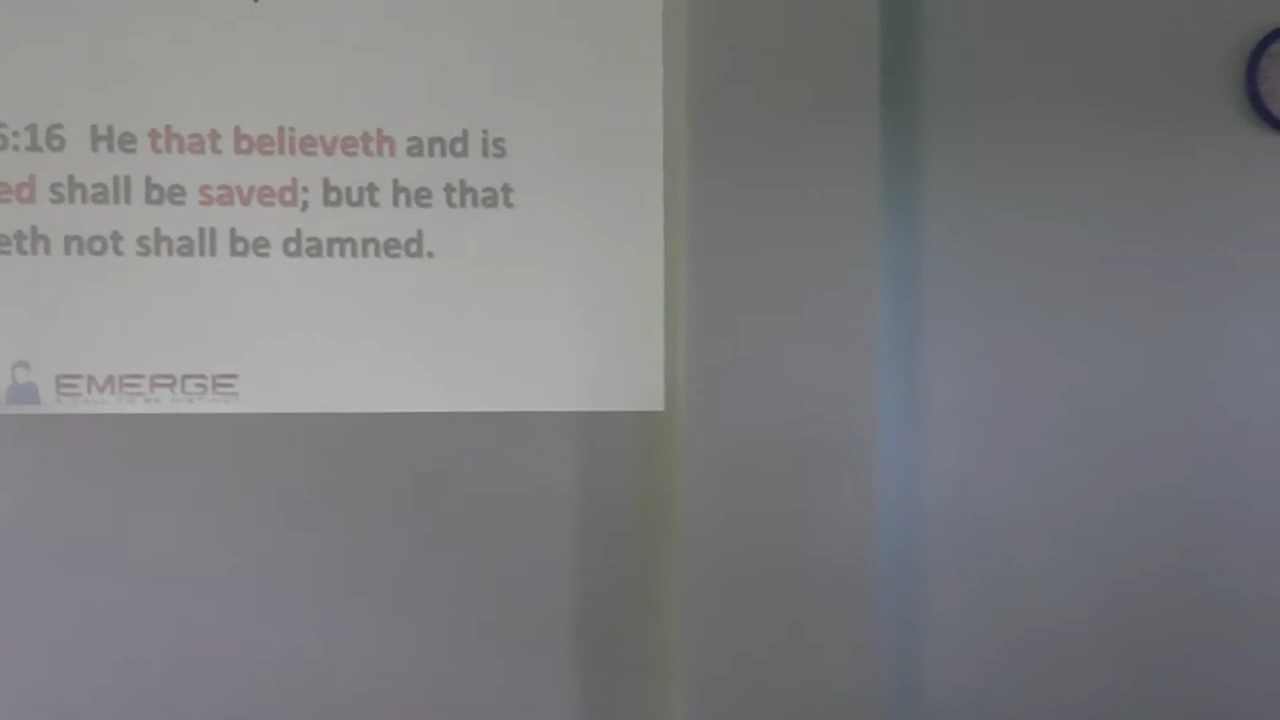 6:16 He that believeth and is
ed shall be saved; but he that
eth not shall be damned.
EMERGE